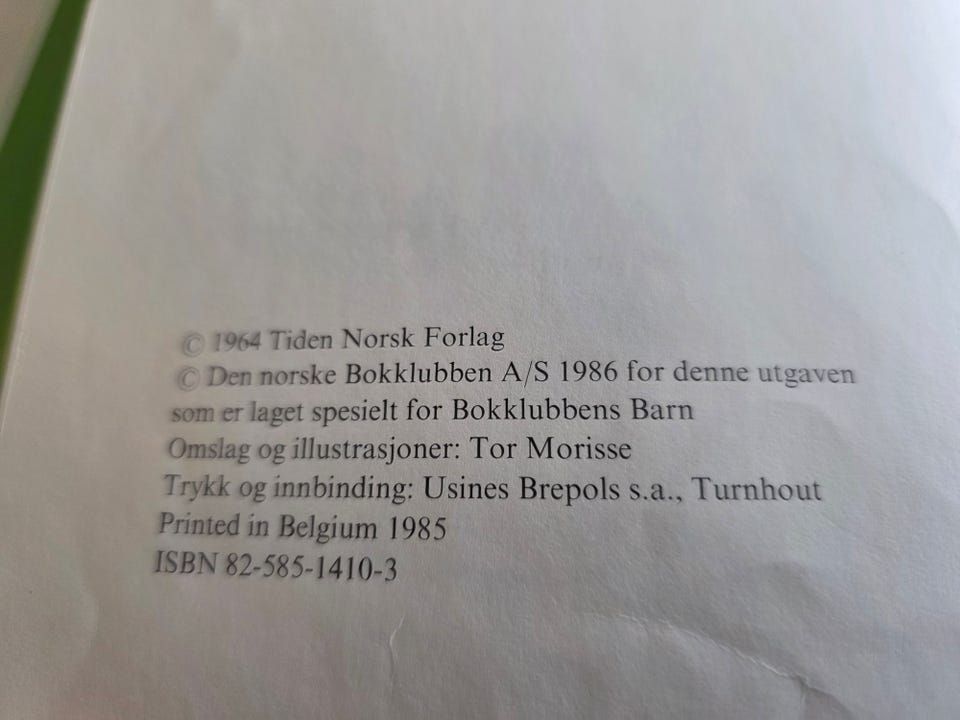 © 1964 Tiden Norsk Forlag
© Den norske Bokklubben A/S 1986 for denne utgaven
som er laget spesielt for Bokklubbens Barn
Omslag og illustrasjoner: Tor Morisse
Trykk og innbinding: Usines Brepols s.a., Turnhout
Printed in Belgium 1985
ISBN 82-585-1410-3